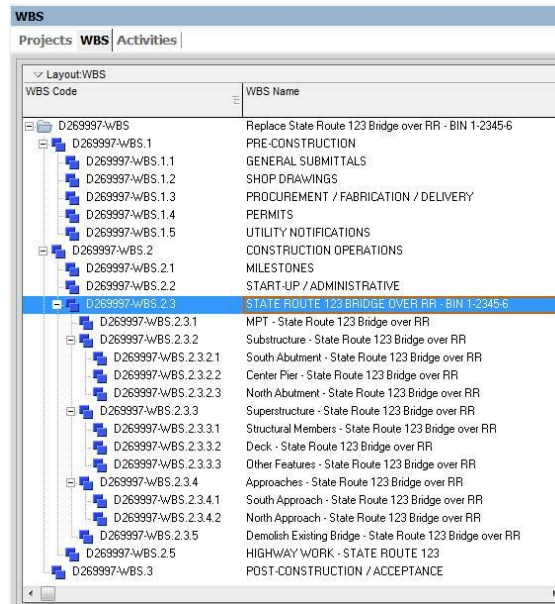 WBS
Projects WBS Activities
Layout:WBS
WBS Code WBS Name
D269997-WBS Replace State Route 123 Bridge over RR - BIN 1-2345-6
D269997-WBS.1 PRE-CONSTRUCTION
D269997-WBS.1.1 GENERAL SUBMITTALS
D269997-WBS.1.2 SHOP DRAWINGS
D269997-WBS.1.3 PROCUREMENT / FABRICATION / DELIVERY
D269997-WBS.1.4 PERMITS
D269997-WBS.1.5 UTILITY NOTIFICATIONS
D269997-WBS.2 CONSTRUCTION OPERATIONS
D269997-WBS.2.1 MILESTONES
D269997-WBS.2.2 START-UP / ADMINISTRATIVE
D269997-WBS.2.3 STATE ROUTE 123 BRIDGE OVER RR - BIN 1-2345-6
D269997-WBS.2.3.1 MPT - State Route 123 Bridge over RR
D269997-WBS.2.3.2 Substructure - State Route 123 Bridge over RR
D269997-WBS.2.3.2.1 South Abutment - State Route 123 Bridge over RR
D269997-WBS.2.3.2.2 Center Pier - State Route 123 Bridge over RR
D269997-WBS.2.3.2.3 North Abutment - State Route 123 Bridge over RR
D269997-WBS.2.3.3 Superstructure - State Route 123 Bridge over RR
D269997-WBS.2.3.3.1 Structural Members - State Route 123 Bridge over RR
D269997-WBS.2.3.3.2 Deck - State Route 123 Bridge over RR
D269997-WBS.2.3.3.3 Other Features - State Route 123 Bridge over RR
D269997-WBS.2.3.4 Approaches - State Route 123 Bridge over RR
D269997-WBS.2.3.4.1 South Approach - State Route 123 Bridge over RR
D269997-WBS.2.3.4.2 North Approach - State Route 123 Bridge over RR
D269997-WBS.2.3.5 Demolish Existing Bridge - State Route 123 Bridge over RR
D269997-WBS.2.5 HIGHWAY WORK - STATE ROUTE 123
D269997-WBS.3 POST-CONSTRUCTION / ACCEPTANCE